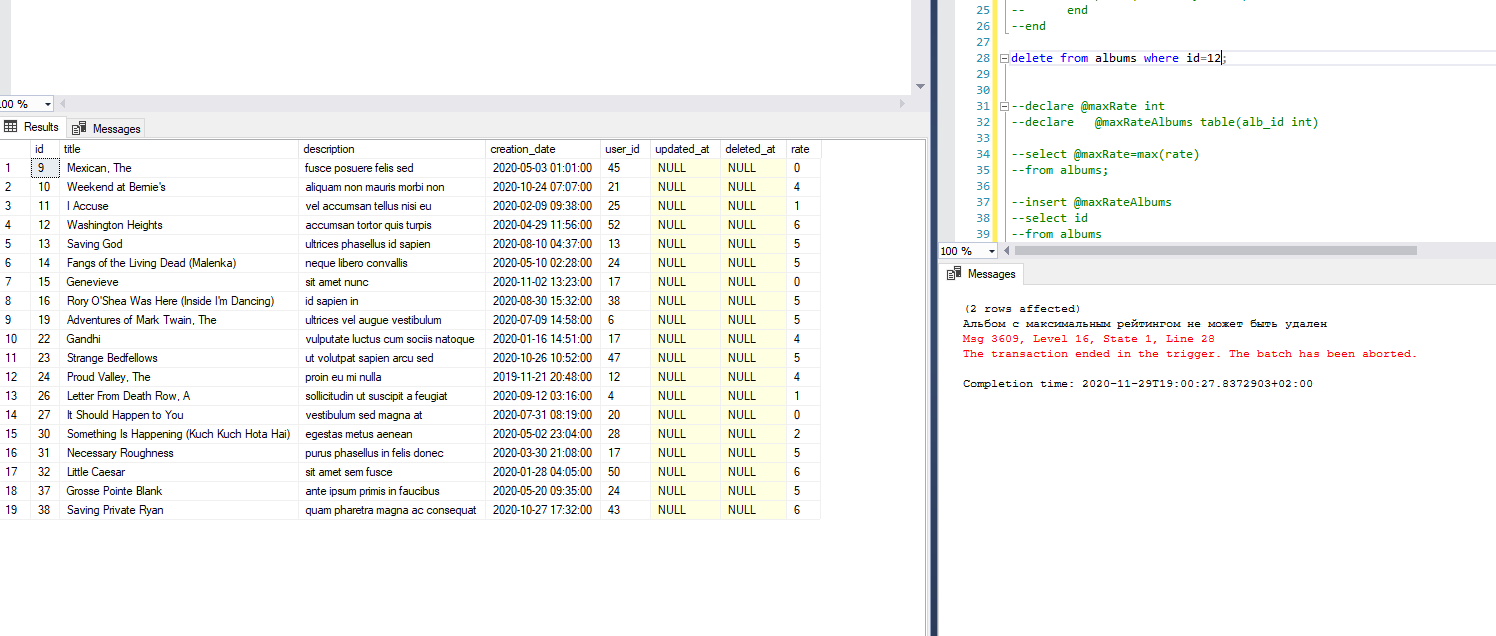 100 %
Results Messages
id title description creation_date user_id updated_at deleted_at rate
1 9 Mexican, The fusce posuere felis sed 2020-05-03 01:01:00 45 NULL NULL 0
2 10 Weekend at Bernie's aliquam non mauris morbi non 2020-10-24 07:07:00 21 NULL NULL 4
3 11 I Accuse vel accumsan tellus nisi eu 2020-02-09 09:38:00 25 NULL NULL 1
4 12 Washington Heights accumsan tortor quis turpis 2020-04-29 11:56:00 52 NULL NULL 6
5 13 Saving God ultrices phasellus id sapien 2020-08-10 04:37:00 13 NULL NULL 5
6 14 Fangs of the Living Dead (Malenka) neque libero convallis 2020-05-10 02:28:00 24 NULL NULL 5
7 15 Genevieve sit amet nunc 2020-11-02 13:23:00 17 NULL NULL 0
8 16 Rory O'Shea Was Here (Inside I'm Dancing) id sapien in 2020-08-30 15:32:00 38 NULL NULL 5
9 19 Adventures of Mark Twain, The ultrices vel augue vestibulum 2020-07-09 14:58:00 6 NULL NULL 5
10 22 Gandhi vulputate luctus cum sociis natoque 2020-01-16 14:51:00 17 NULL NULL 4
11 23 Strange Bedfellows ut volutpat sapien arcu sed 2020-10-26 10:52:00 47 NULL NULL 5
12 24 Proud Valley, The proin eu mi nulla 2019-11-21 20:48:00 12 NULL NULL 4
13 26 Letter From Death Row, A sollicitudin ut suscipit a feugiat 2020-09-12 03:16:00 4 NULL NULL 1
14 27 It Should Happen to You vestibulum sed magna at 2020-07-31 08:19:00 20 NULL NULL 0
15 30 Something Is Happening (Kuch Kuch Hota Hai) egestas metus aenean 2020-05-02 23:04:00 28 NULL NULL 2
16 31 Necessary Roughness purus phasellus in felis donec 2020-03-30 21:08:00 17 NULL NULL 5
17 32 Little Caesar sit amet sem fusce 2020-01-28 04:05:00 50 NULL NULL 6
18 37 Grosse Pointe Blank ante ipsum primis in faucibus 2020-05-20 09:35:00 24 NULL NULL 5
19 38 Saving Private Ryan quam pharetra magna ac consequat 2020-10-27 17:32:00 43 NULL NULL 6
25 -- end
26 --end
27
28 delete from albums where id=12;
29
30
31 --declare @maxRate int
32 --declare @maxRateAlbums table(alb_id int)
33
34 --select @maxRate=max(rate)
35 --from albums;
36
37 --insert @maxRateAlbums
38 --select id
39 --from albums
100 %
Messages
(2 rows affected)
Альбом с максимальным рейтингом не может быть удален
Msg 3609, Level 16, State 1, Line 28
The transaction ended in the trigger. The batch has been aborted.
Completion time: 2020-11-29T19:00:27.8372903+02:00